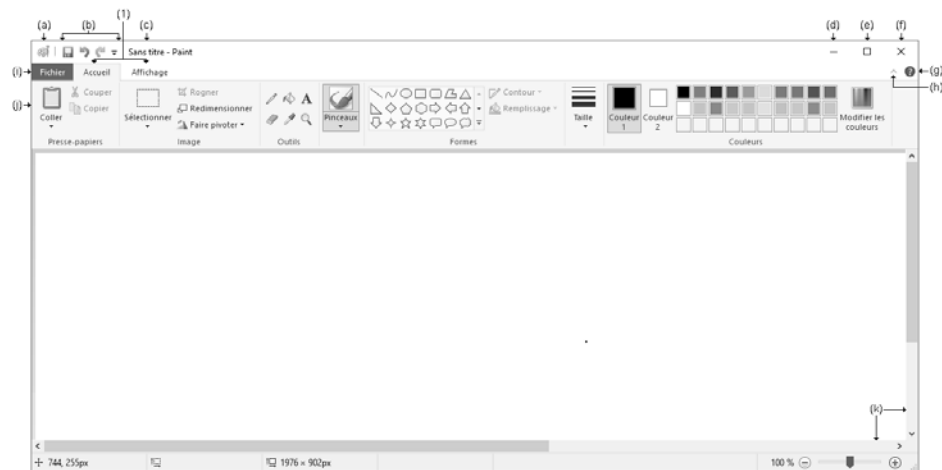 (1)
(a) (b) (c) (d) (e) (f)
Sans titre - Paint
(i) Fichier Accueil Affichage (g)
(h)
(j) Coller Couper Copier Sélectionner Rogner Redimensionner Faire pivoter A Pinceaux Contour Remplissage Taille Couleur 1 Couleur 2 Modifier les couleurs
Presse-papiers Image Outils Formes Couleurs
(k)
744, 255px 1976 × 902px 100 %